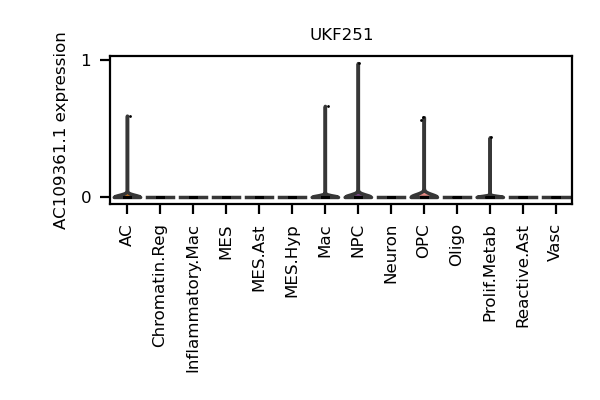 UKF251
AC109361.1 expression
1
0
AC
Chromatin.Reg
Inflammatory.Mac
MES
MES.Ast
MES.Hyp
Mac
NPC
Neuron
OPC
Oligo
Prolif.Metab
Reactive.Ast
Vasc